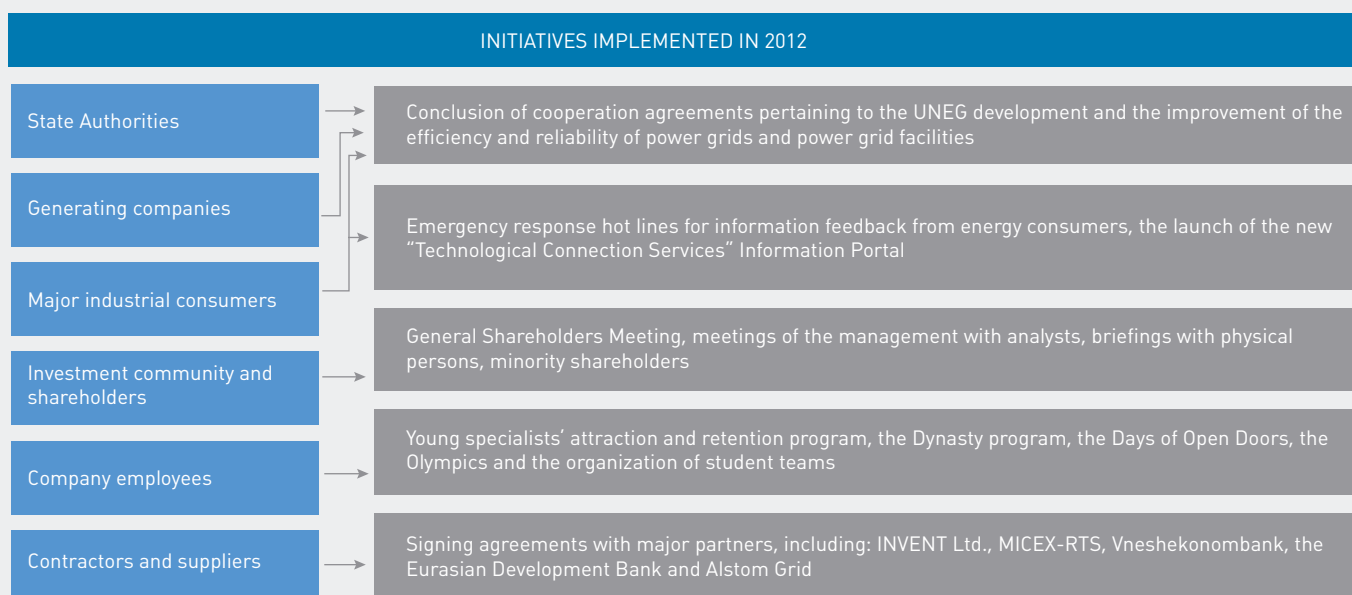 INITIATIVES IMPLEMENTED IN 2012
State Authorities
Conclusion of cooperation agreements pertaining to the UNEG development and the improvement of the
efficiency and reliability of power grids and power grid facilities
Generating companies
Emergency response hot lines for information feedback from energy consumers, the launch of the new
“Technological Connection Services” Information Portal
Major industrial consumers
General Shareholders Meeting, meetings of the management with analysts, briefings with physical
persons, minority shareholders
Investment community and
shareholders
Young specialists’ attraction and retention program, the Dynasty program, the Days of Open Doors, the
Olympics and the organization of student teams
Company employees
Signing agreements with major partners, including: INVENT Ltd., MICEX-RTS, Vneshekonombank, the
Eurasian Development Bank and Alstom Grid
Contractors and suppliers